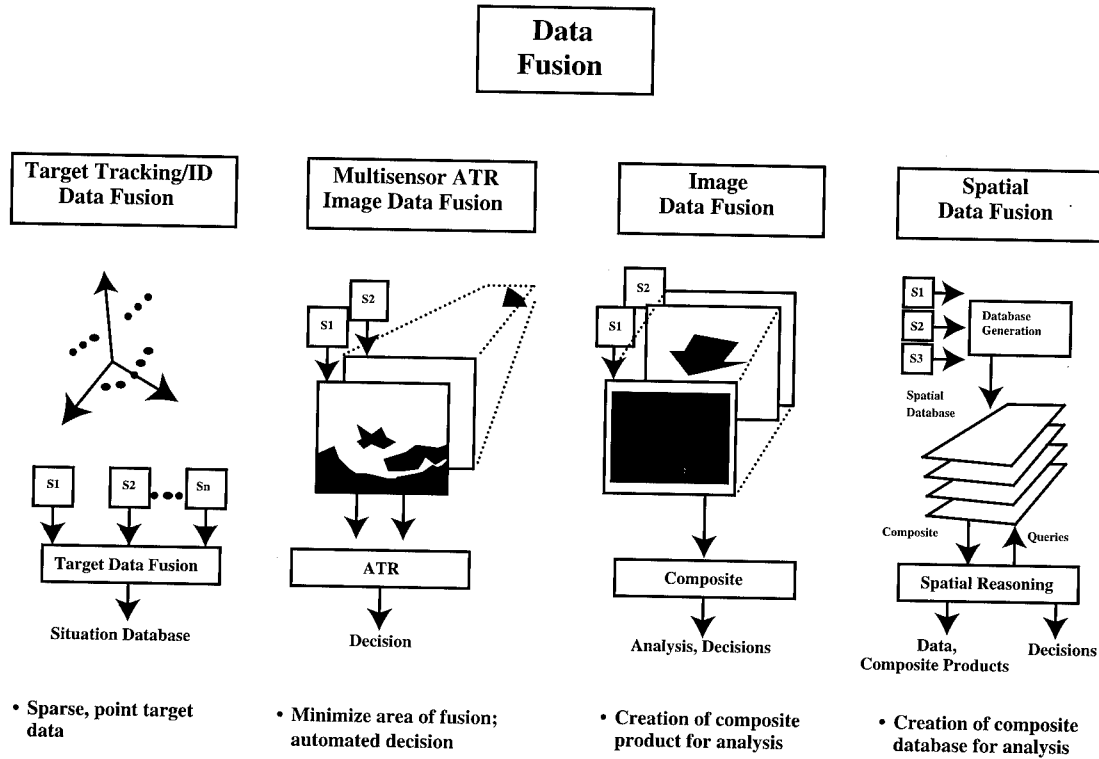 Data
Fusion
Target Tracking/ID
Data Fusion
S1
S2
Sn
Target Data Fusion
Situation Database
• Sparse, point target
data
Multisensor ATR
Image Data Fusion
S2
S1
ATR
Decision
• Minimize area of fusion;
automated decision
Image
Data Fusion
S2
S1
Composite
Analysis, Decisions
• Creation of composite
product for analysis
Spatial
Data Fusion
S1
S2
S3
Database
Generation
Spatial
Database
Composite
Queries
Spatial Reasoning
Data,
Composite Products
Decisions
• Creation of composite
database for analysis